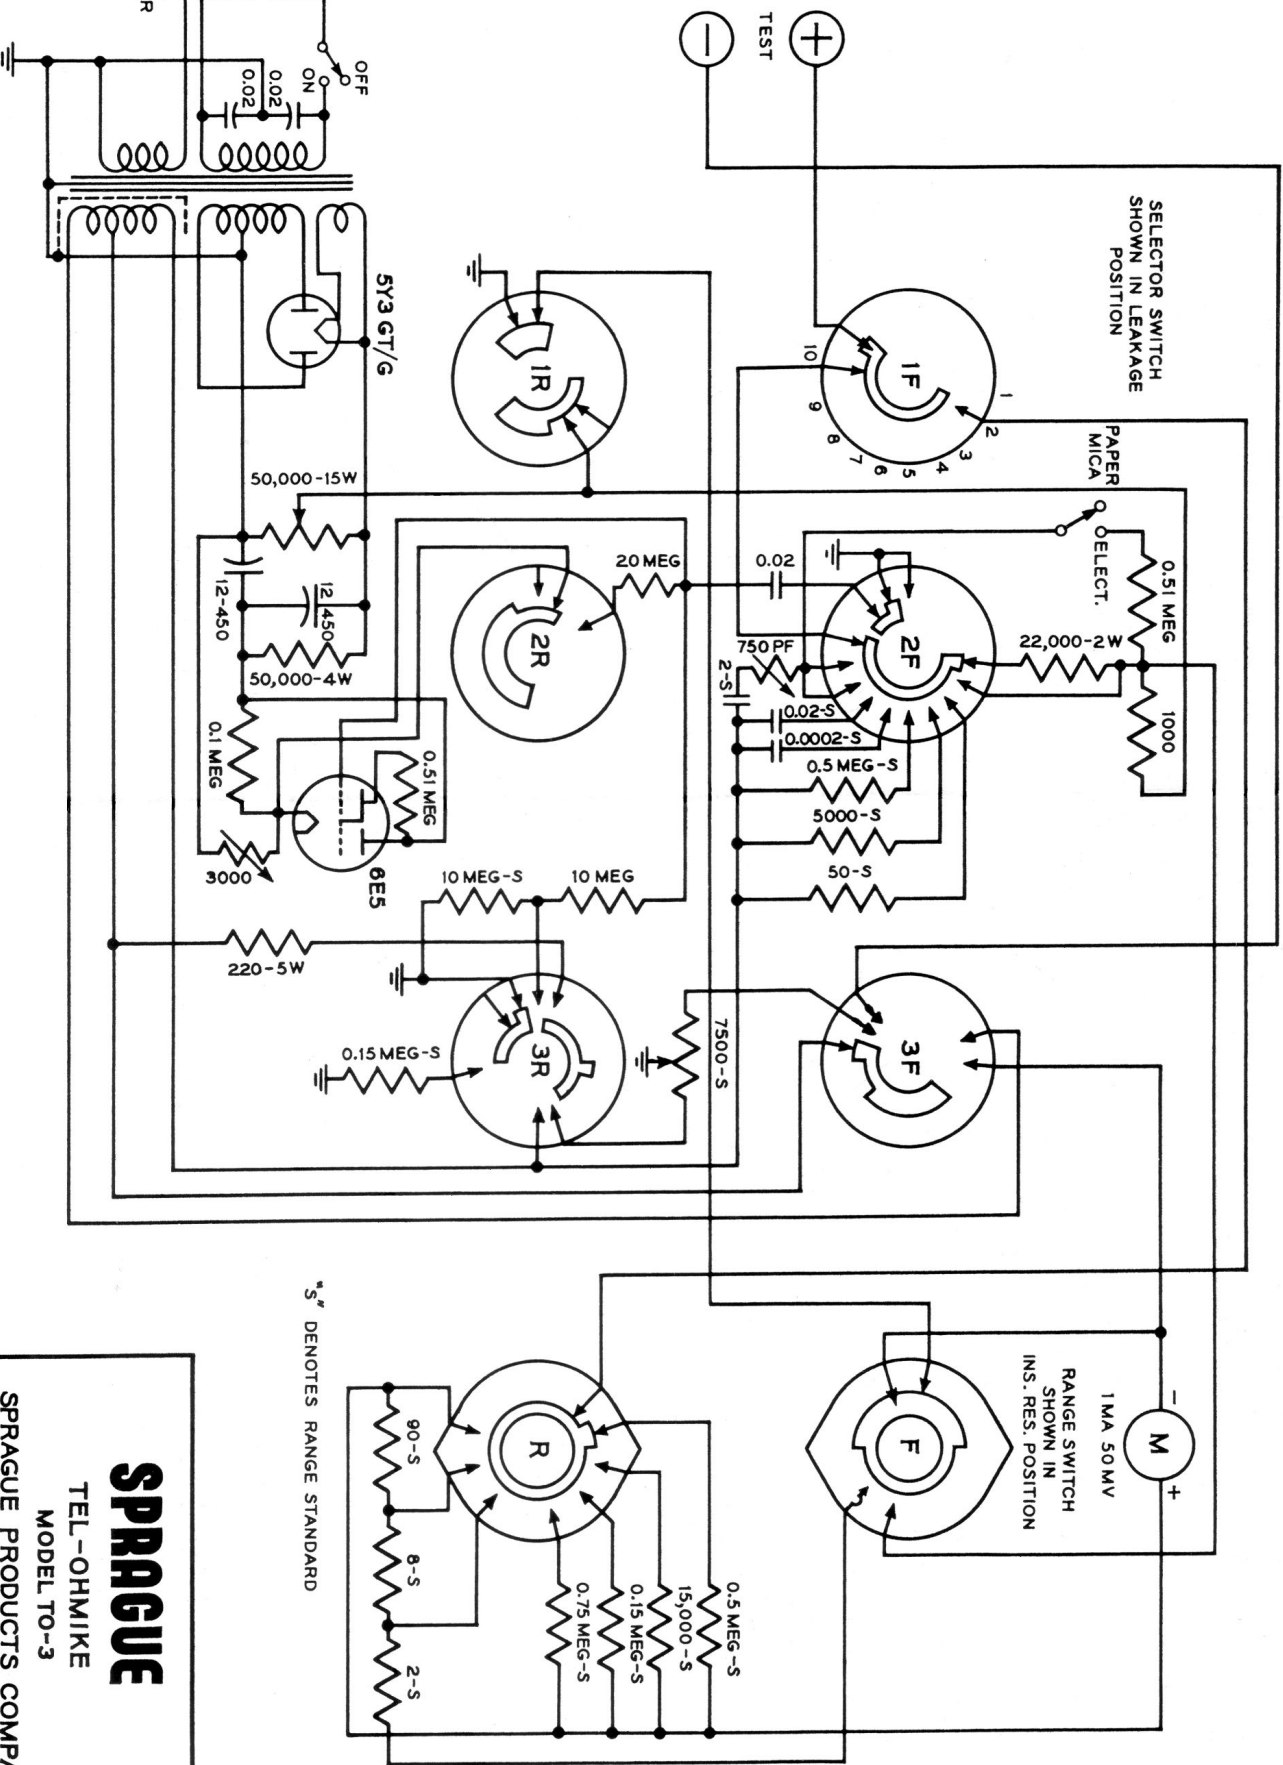 TEST
+
−
SELECTOR SWITCH
SHOWN IN LEAKAGE
POSITION
1F
1
2
3
4
5
6
7
8
9
10
PAPER
MICA
ELECT.
0.51 MEG
1000
22,000-2W
2F
0.02
20 MEG
750 PF
2-S
0.02-S
0.0002-S
0.5 MEG-S
5000-S
50-S
1R
2R
OFF
ON
0.02
0.02
R
5Y3 GT/G
50,000-15W
12-450
12 450
50,000-4W
0.1 MEG
0.51 MEG
6E5
3000
10 MEG-S
10 MEG
220-5W
0.15 MEG-S
3R
7500-S
3F
"S" DENOTES RANGE STANDARD
RANGE SWITCH
SHOWN IN
INS. RES. POSITION
1 MA 50 MV
−
M
+
F
R
0.5 MEG-S
15,000-S
0.15 MEG-S
0.75 MEG-S
90-S
8-S
2-S
SPRAGUE
TEL-OHMIKE
MODEL TO-3
SPRAGUE PRODUCTS COMPA